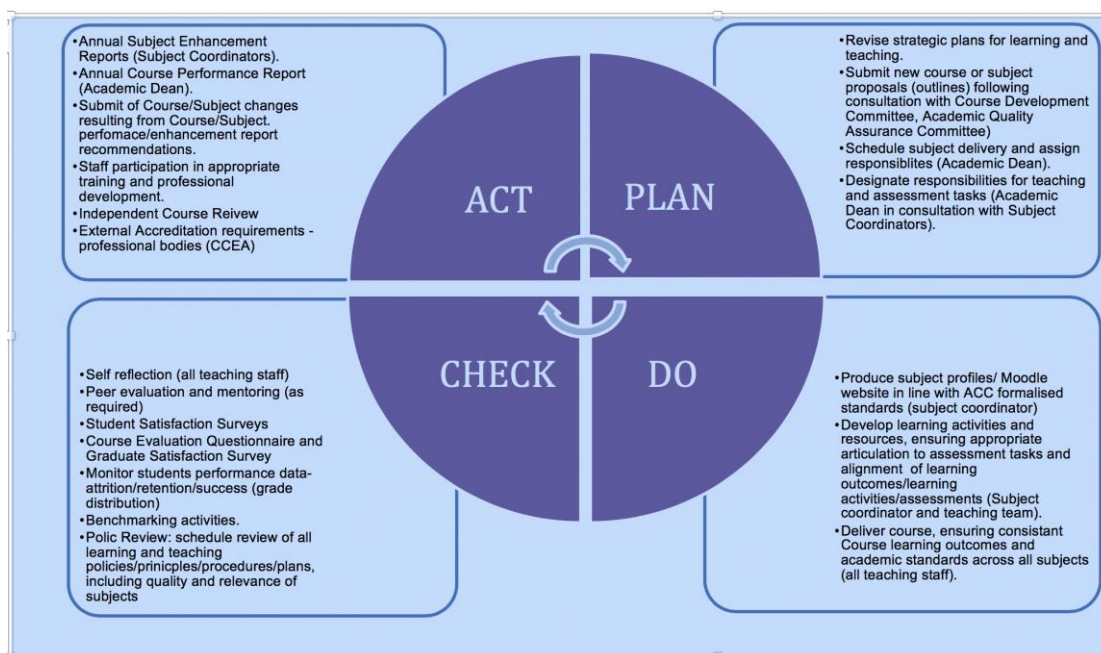 •Annual Subject Enhancement
Reports (Subject Coordinators).
•Annual Course Performance Report
(Academic Dean).
•Submit of Course/Subject changes
resulting from Course/Subject.
perfomace/enhancement report
recommendations.
•Staff participation in appropriate
training and professional
development.
•Independent Course Reivew
•External Accreditation requirements -
professional bodies (CCEA)
ACT
PLAN
•Revise strategic plans for learning and
teaching.
•Submit new course or subject
proposals (outlines) following
consultation with Course Development
Committee, Academic Quality
Assurance Committee)
•Schedule subject delivery and assign
responsiblites (Academic Dean).
•Designate responsibilities for teaching
and assessment tasks (Academic
Dean in consultation with Subject
Coordinators).
•Self reflection (all teaching staff)
•Peer evaluation and mentoring (as
required)
•Student Satisfaction Surveys
•Course Evaluation Questionnaire and
Graduate Satisfaction Survey
•Monitor students performance data-
attrition/retention/success (grade
distribution)
•Benchmarking activities.
•Polic Review: schedule review of all
learning and teaching
policies/prinicples/procedures/plans,
including quality and relevance of
subjects
CHECK
DO
•Produce subject profiles/ Moodle
website in line with ACC formalised
standards (subject coordinator)
•Develop learning activities and
resources, ensuring appropriate
articulation to assessment tasks and
alignment of learning
outcomes/learning
activities/assessments (Subject
coordinator and teaching team).
•Deliver course, ensuring consistant
Course learning outcomes and
academic standards across all subjects
(all teaching staff).